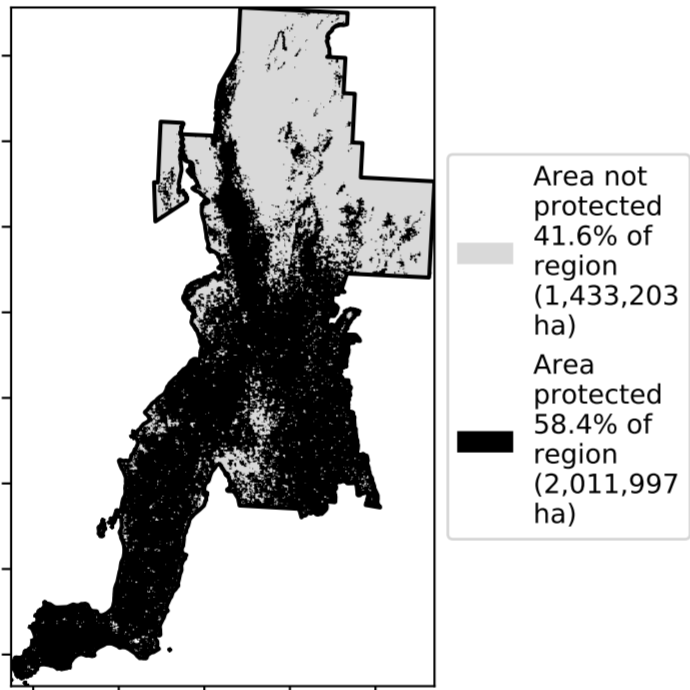 Area not
protected
41.6% of
region
(1,433,203
ha)
Area
protected
58.4% of
region
(2,011,997
ha)